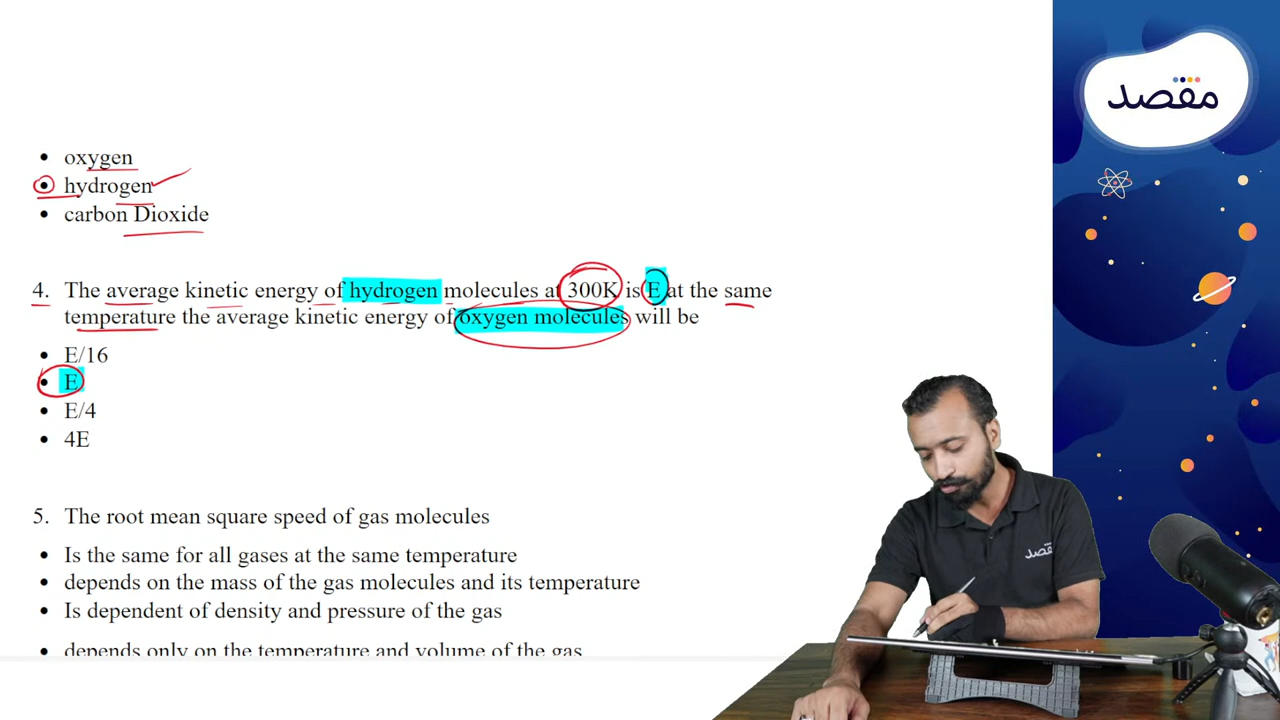 مقصد
oxygen
hydrogen
carbon Dioxide
4. The average kinetic energy of hydrogen molecules at 300K is E at the same
temperature the average kinetic energy of oxygen molecules will be
E/16
E
E/4
4E
5. The root mean square speed of gas molecules
Is the same for all gases at the same temperature
depends on the mass of the gas molecules and its temperature
Is dependent of density and pressure of the gas
depends only on the temperature and volume of the gas
مقصد